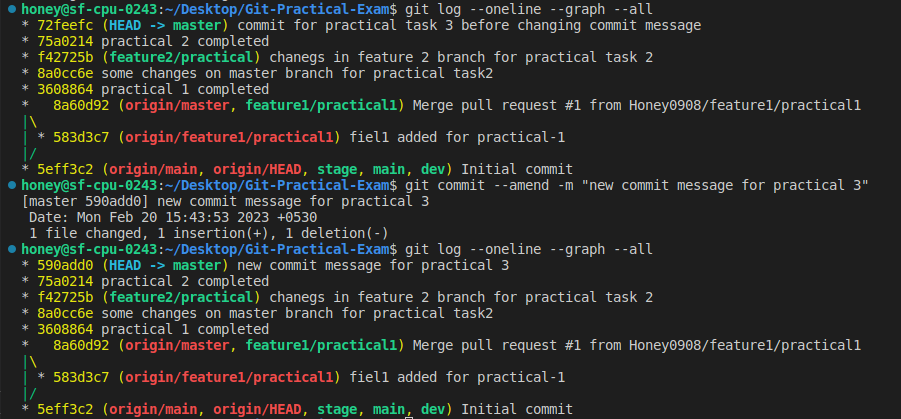 honey@sf-cpu-0243:~/Desktop/Git-Practical-Exam$ git log --oneline --graph --all
* 72feefc (HEAD -> master) commit for practical task 3 before changing commit message
* 75a0214 practical 2 completed
* f42725b (feature2/practical) chanegs in feature 2 branch for practical task 2
* 8a0cc6e some changes on master branch for practical task2
* 3608864 practical 1 completed
*   8a60d92 (origin/master, feature1/practical1) Merge pull request #1 from Honey0908/feature1/practical1
|\
| * 583d3c7 (origin/feature1/practical1) fiel1 added for practical-1
|/
* 5eff3c2 (origin/main, origin/HEAD, stage, main, dev) Initial commit
honey@sf-cpu-0243:~/Desktop/Git-Practical-Exam$ git commit --amend -m "new commit message for practical 3"
[master 590add0] new commit message for practical 3
 Date: Mon Feb 20 15:43:53 2023 +0530
 1 file changed, 1 insertion(+), 1 deletion(-)
honey@sf-cpu-0243:~/Desktop/Git-Practical-Exam$ git log --oneline --graph --all
* 590add0 (HEAD -> master) new commit message for practical 3
* 75a0214 practical 2 completed
* f42725b (feature2/practical) chanegs in feature 2 branch for practical task 2
* 8a0cc6e some changes on master branch for practical task2
* 3608864 practical 1 completed
*   8a60d92 (origin/master, feature1/practical1) Merge pull request #1 from Honey0908/feature1/practical1
|\
| * 583d3c7 (origin/feature1/practical1) fiel1 added for practical-1
|/
* 5eff3c2 (origin/main, origin/HEAD, stage, main, dev) Initial commit